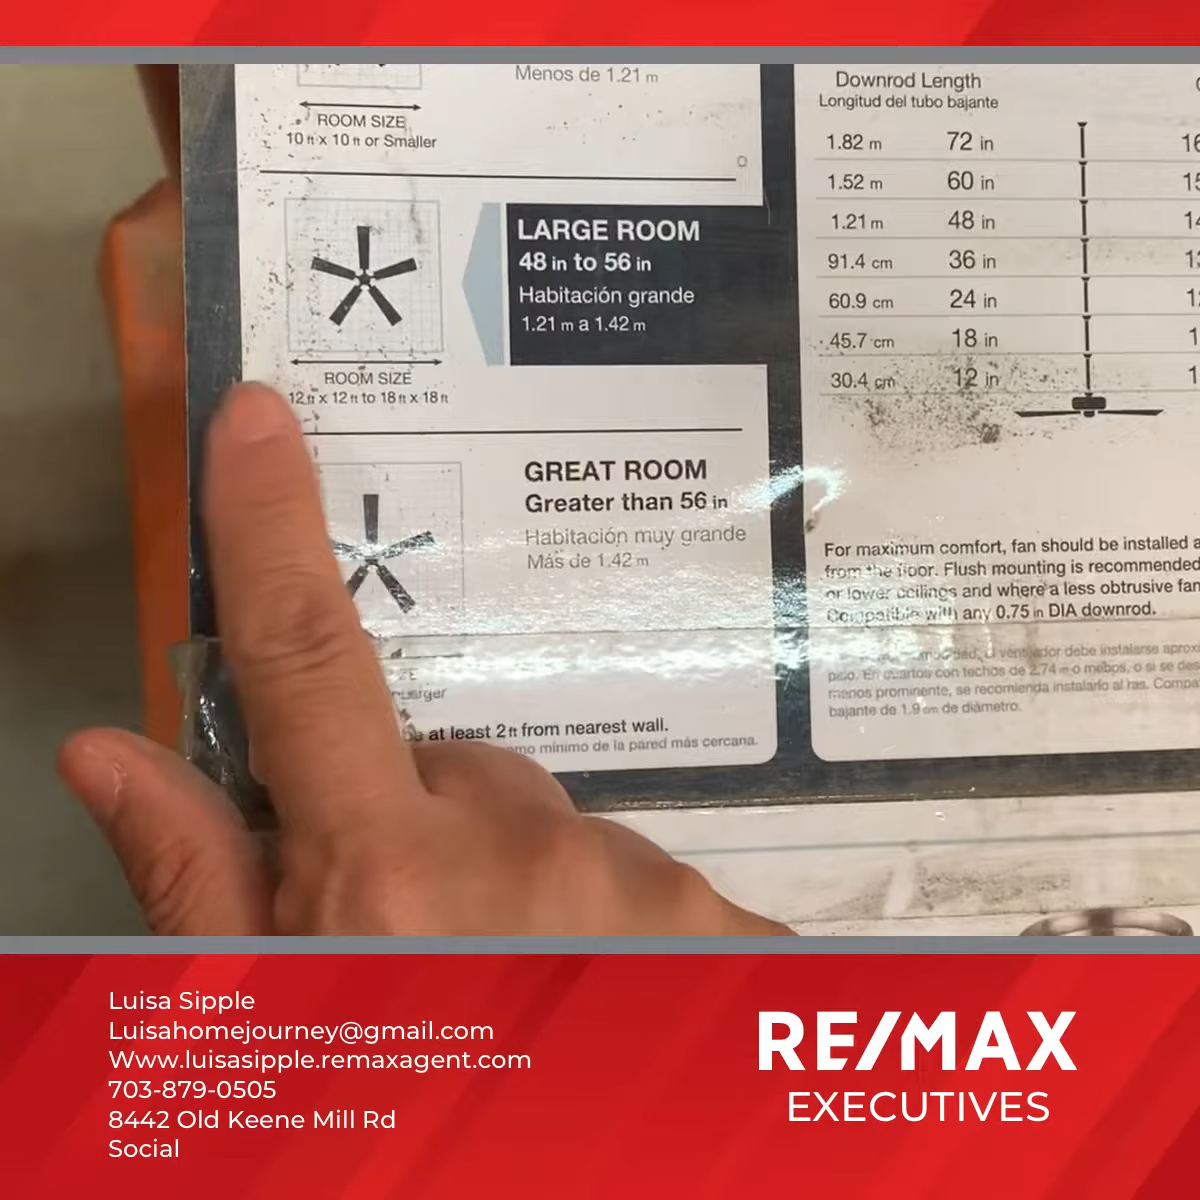 Menos de 1.21 m
ROOM SIZE
10 ft x 10 ft or Smaller
LARGE ROOM
48 in to 56 in
Habitación grande
1.21 m a 1.42 m
ROOM SIZE
12 ft x 12 ft to 18 ft x 18 ft
GREAT ROOM
Greater than 56 in
Habitación muy grande
Más de 1.42 m
at least 2 ft from nearest wall.
mínimo de la pared más cercana.
Downrod Length
Longitud del tubo bajante
1.82 m 72 in
1.52 m 60 in
1.21 m 48 in
91.4 cm 36 in
60.9 cm 24 in
45.7 cm 18 in
30.4 cm 12 in
For maximum comfort, fan should be installed
from the floor. Flush mounting is recommended
or lower ceilings and where a less obtrusive fan
Compatible with any 0.75 in DIA downrod.
debe instalarse
piso. En cuartos con techos de 2.74 m o menos, o si se
menos prominente, se recomienda instalarlo al ras.
bajante de 1.9 cm de diámetro.
Luisa Sipple
Luisahomejourney@gmail.com
Www.luisasipple.remaxagent.com
703-879-0505
8442 Old Keene Mill Rd
Social
RE/MAX
EXECUTIVES